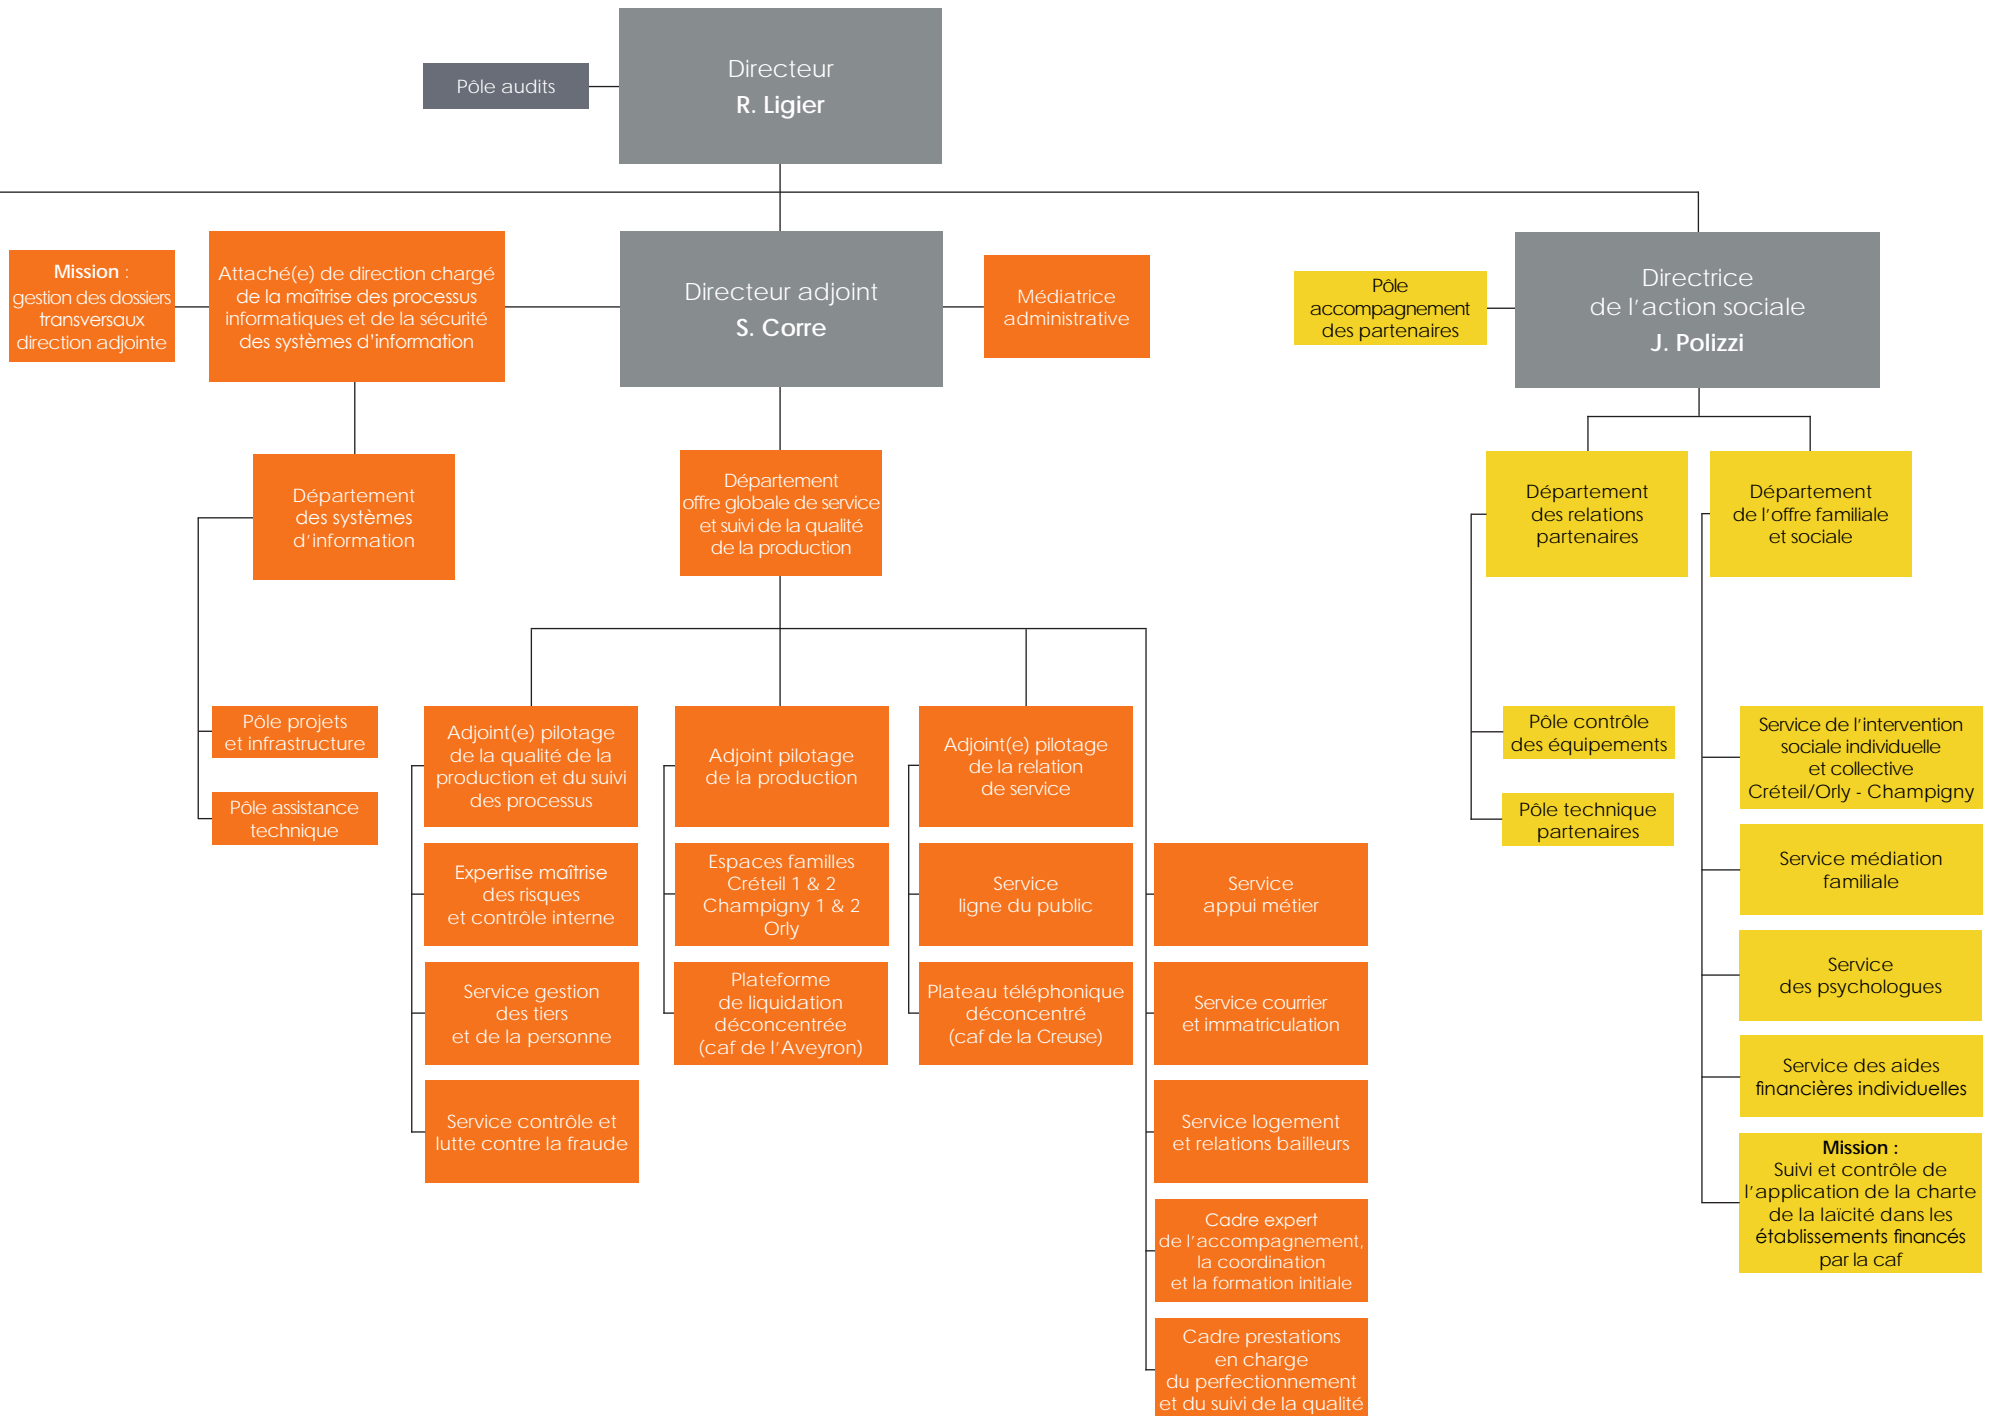 Directeur
R. Ligier
Pôle audits
Mission :
gestion des dossiers
transversaux
direction adjointe
Attaché(e) de direction chargé
de la maîtrise des processus
informatiques et de la sécurité
des systèmes d'information
Directeur adjoint
S. Corre
Médiatrice
administrative
Pôle
accompagnement
des partenaires
Directrice
de l'action sociale
J. Polizzi
Département
des systèmes
d'information
Département
offre globale de service
et suivi de la qualité
de la production
Département
des relations
partenaires
Département
de l'offre familiale
et sociale
Pôle projets
et infrastructure
Pôle assistance
technique
Adjoint(e) pilotage
de la qualité de la
production et du suivi
des processus
Expertise maîtrise
des risques
et contrôle interne
Service gestion
des tiers
et de la personne
Service contrôle et
lutte contre la fraude
Adjoint pilotage
de la production
Espaces familles
Créteil 1 & 2
Champigny 1 & 2
Orly
Plateforme
de liquidation
déconcentrée
(caf de l'Aveyron)
Adjoint(e) pilotage
de la relation
de service
Service
ligne du public
Plateau téléphonique
déconcentré
(caf de la Creuse)
Service
appui métier
Service courrier
et immatriculation
Service logement
et relations bailleurs
Cadre expert
de l'accompagnement,
la coordination
et la formation initiale
Cadre prestations
en charge
du perfectionnement
et du suivi de la qualité
Pôle contrôle
des équipements
Pôle technique
partenaires
Service de l'intervention
sociale individuelle
et collective
Créteil/Orly - Champigny
Service médiation
familiale
Service
des psychologues
Service des aides
financières individuelles
Mission :
Suivi et contrôle de
l'application de la charte
de la laïcité dans les
établissements financés
par la caf